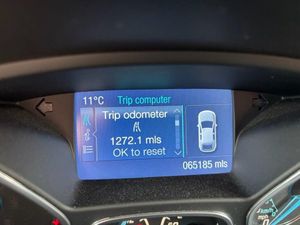 11°C Trip computer
Trip odometer
1272.1 mls
OK to reset
065185 mls